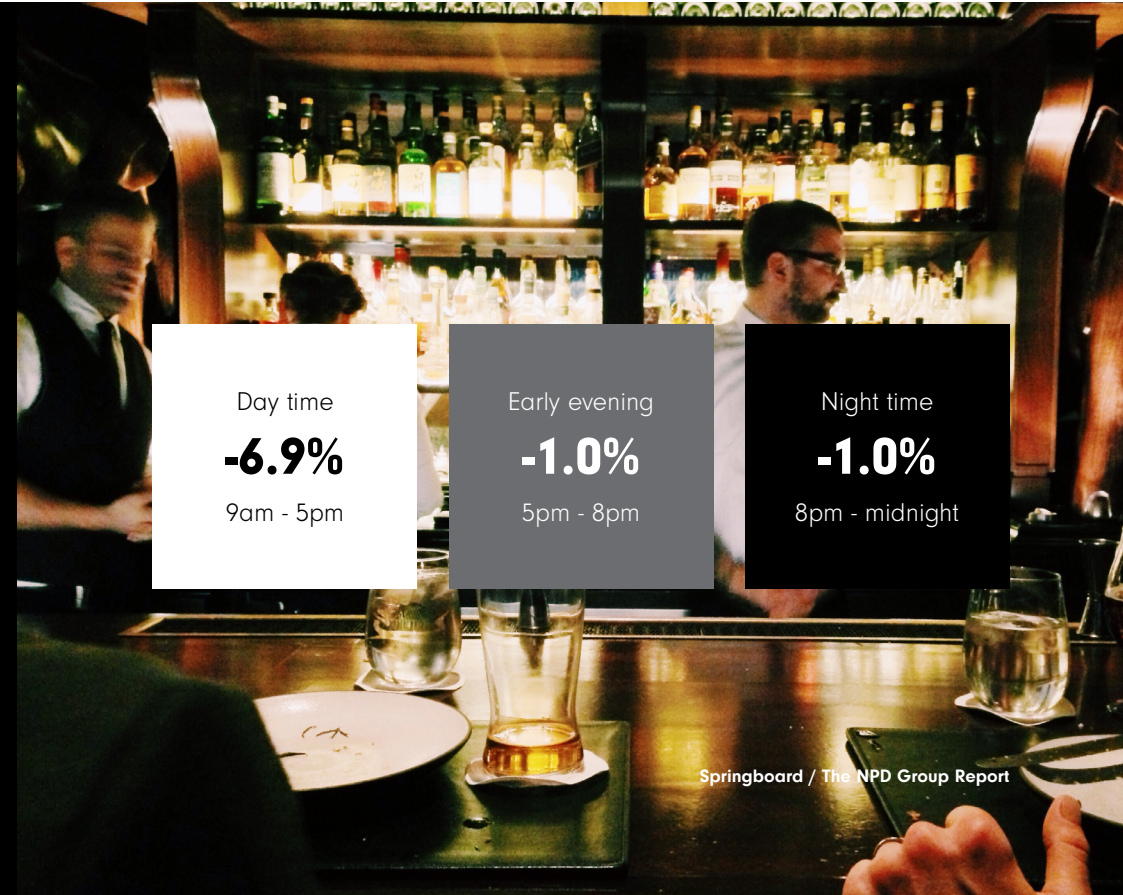 Day time
-6.9%
9am - 5pm
Early evening
-1.0%
5pm - 8pm
Night time
-1.0%
8pm - midnight
Springboard / The NPD Group Report